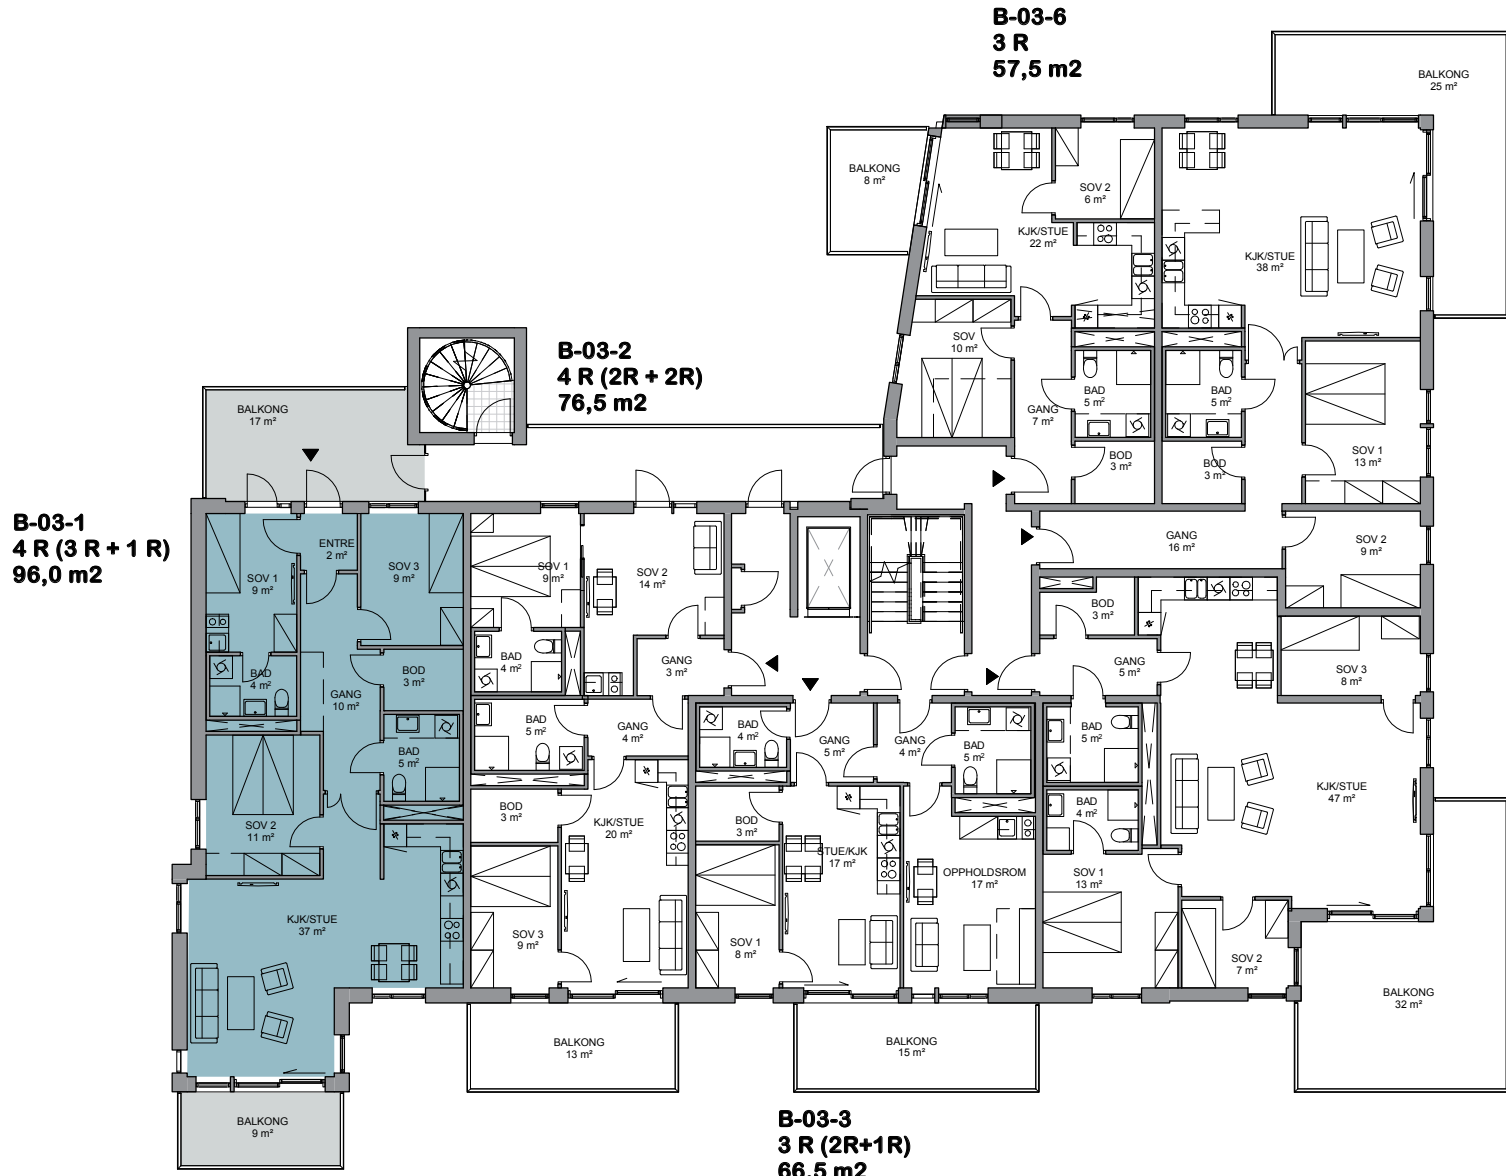 B-03-6
3 R
57,5 m2
BALKONG
25 m²
BALKONG
8 m²
SOV 2
6 m²
KJK/STUE
22 m²
KJK/STUE
38 m²
SOV
10 m²
BAD
5 m²
BAD
5 m²
GANG
7 m²
BOD
3 m²
BOD
3 m²
SOV 1
13 m²
B-03-2
4 R (2R + 2R)
76,5 m2
BALKONG
17 m²
B-03-1
4 R (3 R + 1 R)
96,0 m2
ENTRE
2 m²
SOV 1
9 m²
SOV 3
9 m²
SOV 1
9 m²
SOV 2
14 m²
GANG
16 m²
SOV 2
9 m²
BAD
4 m²
BOD
3 m²
GANG
10 m²
BAD
5 m²
SOV 2
11 m²
KJK/STUE
37 m²
BALKONG
9 m²
BAD
4 m²
GANG
3 m²
BAD
5 m²
GANG
4 m²
BOD
3 m²
KJK/STUE
20 m²
SOV 3
9 m²
BALKONG
13 m²
BAD
4 m²
GANG
5 m²
GANG
4 m²
BAD
5 m²
BOD
3 m²
STUE/KJK
17 m²
OPPHOLDSROM
17 m²
SOV 1
8 m²
BALKONG
15 m²
BOD
3 m²
GANG
5 m²
SOV 3
8 m²
BAD
5 m²
BAD
4 m²
KJK/STUE
47 m²
SOV 1
13 m²
SOV 2
7 m²
BALKONG
32 m²
B-03-3
3 R (2R+1R)
66,5 m2